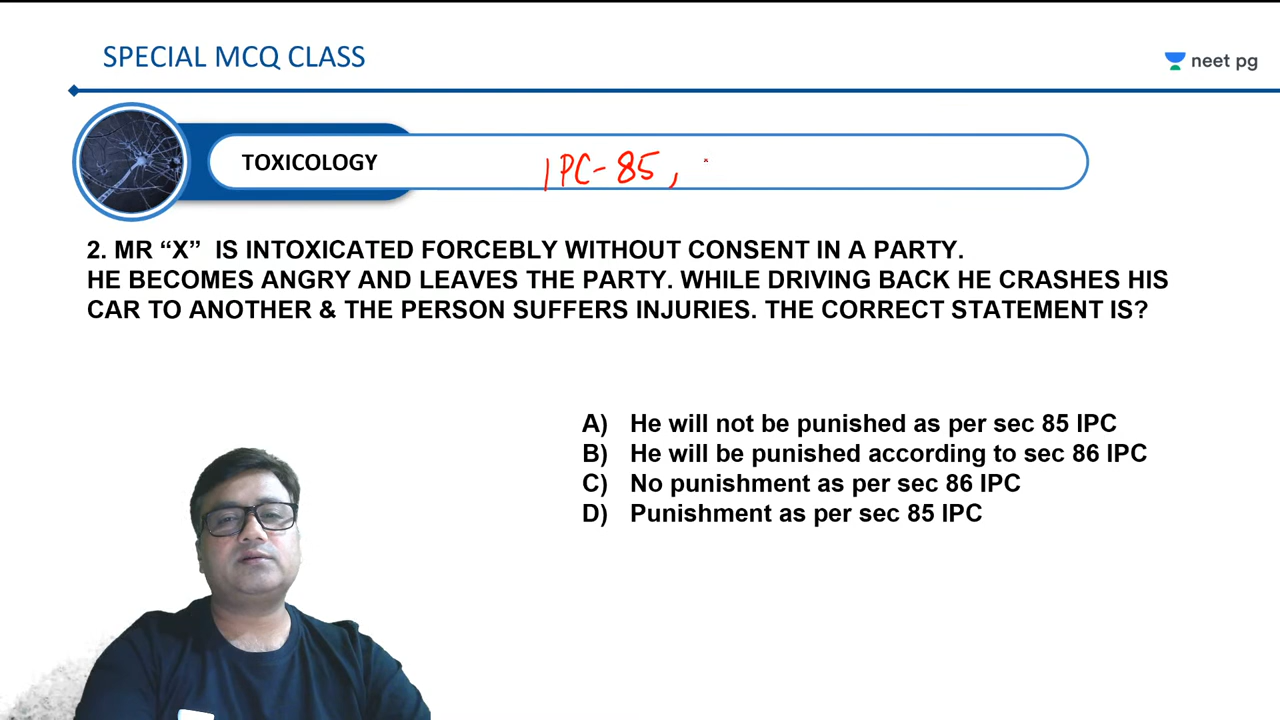 SPECIAL MCQ CLASS
neet pg
TOXICOLOGY
IPC-85,
2. MR “X” IS INTOXICATED FORCEBLY WITHOUT CONSENT IN A PARTY.
HE BECOMES ANGRY AND LEAVES THE PARTY. WHILE DRIVING BACK HE CRASHES HIS
CAR TO ANOTHER & THE PERSON SUFFERS INJURIES. THE CORRECT STATEMENT IS?
A) He will not be punished as per sec 85 IPC
B) He will be punished according to sec 86 IPC
C) No punishment as per sec 86 IPC
D) Punishment as per sec 85 IPC